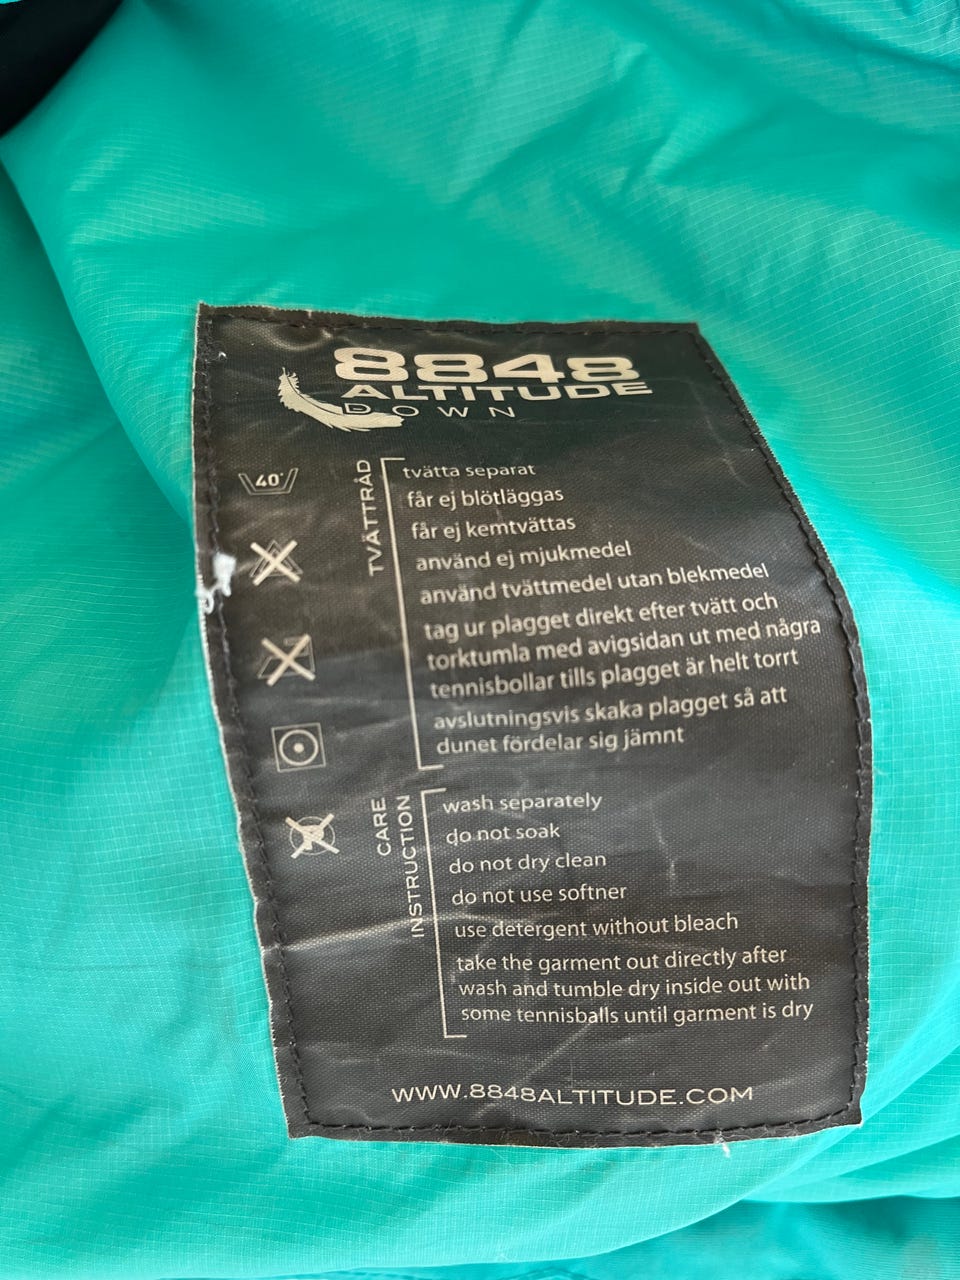 8848
ALTITUDE
DOWN
40°
TVÄTTRÅD
tvätta separat
får ej blötläggas
får ej kemtvättas
använd ej mjukmedel
använd tvättmedel utan blekmedel
tag ur plagget direkt efter tvätt och
torktumla med avigsidan ut med några
tennisbollar tills plagget är helt torrt
avslutningsvis skaka plagget så att
dunet fördelar sig jämnt
CARE
INSTRUCTION
wash separately
do not soak
do not dry clean
do not use softner
use detergent without bleach
take the garment out directly after
wash and tumble dry inside out with
some tennisballs until garment is dry
WWW.8848ALTITUDE.COM